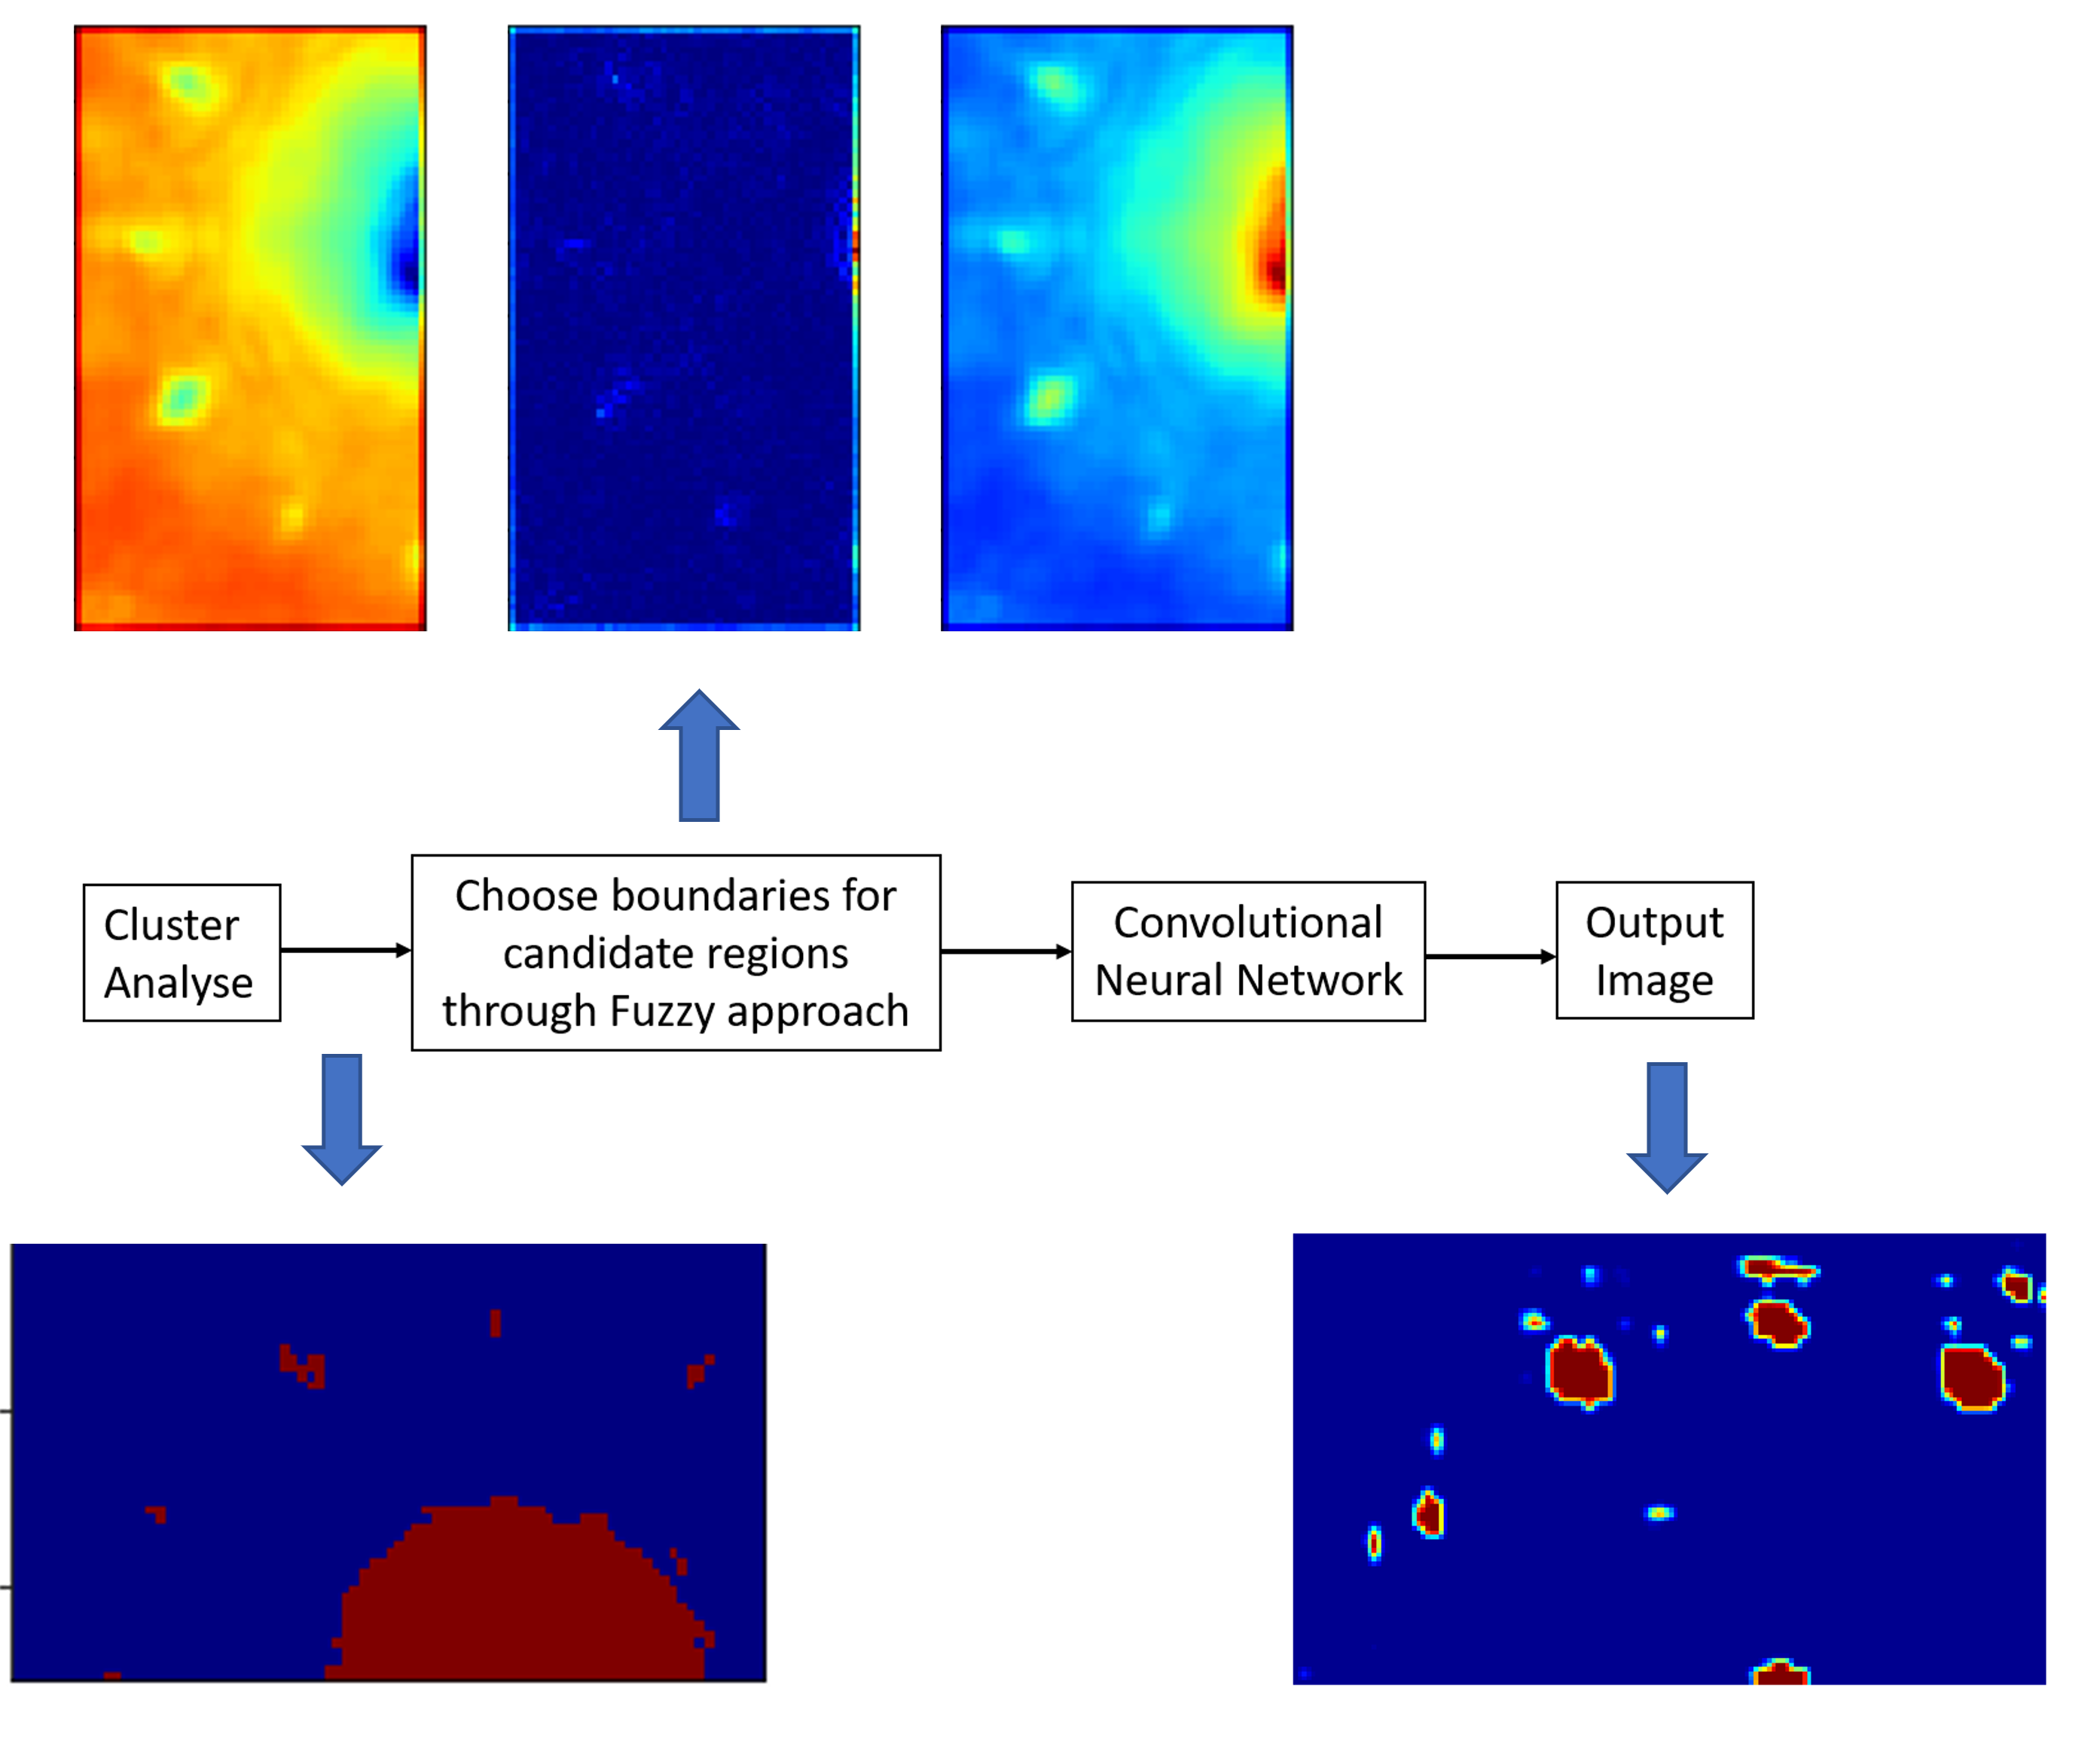 Cluster
Analyse
Choose boundaries for
candidate regions
through Fuzzy approach
Convolutional
Neural Network
Output
Image